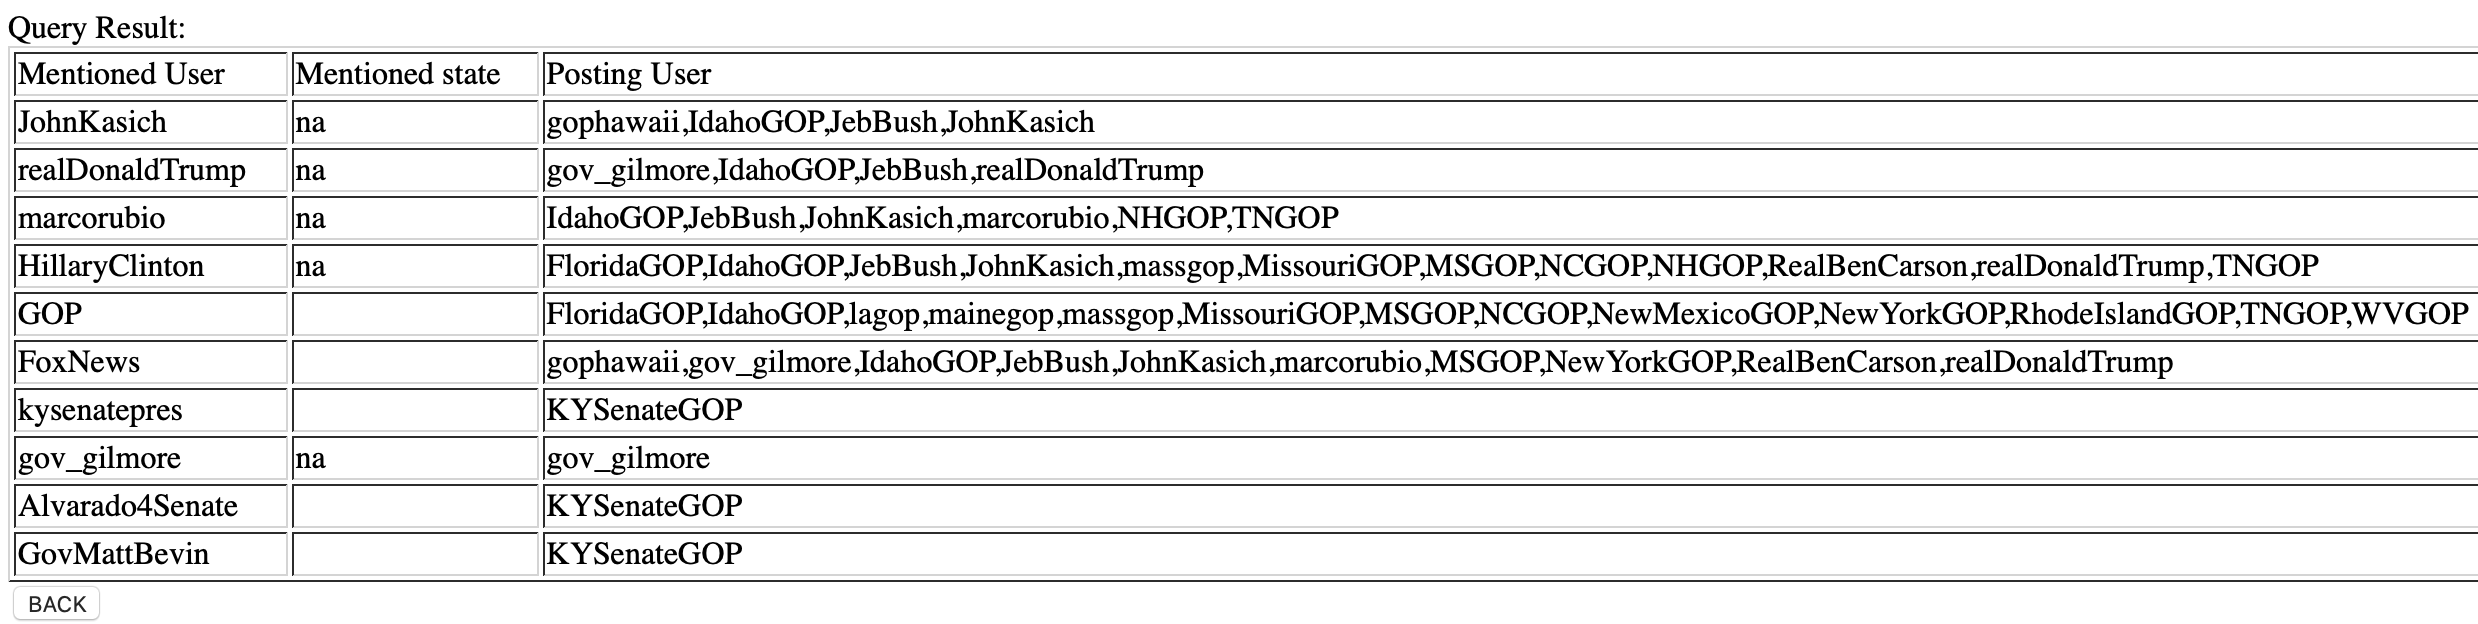 Query Result:
Mentioned User Mentioned state Posting User
JohnKasich na gophawaii,IdahoGOP,JebBush,JohnKasich
realDonaldTrump na gov_gilmore,IdahoGOP,JebBush,realDonaldTrump
marcorubio na IdahoGOP,JebBush,JohnKasich,marcorubio,NHGOP,TNGOP
HillaryClinton na FloridaGOP,IdahoGOP,JebBush,JohnKasich,massgop,MissouriGOP,MSGOP,NCGOP,NHGOP,RealBenCarson,realDonaldTrump,TNGOP
GOP FloridaGOP,IdahoGOP,lagop,mainegop,massgop,MissouriGOP,MSGOP,NCGOP,NewMexicoGOP,NewYorkGOP,RhodeIslandGOP,TNGOP,WVGOP
FoxNews gophawaii,gov_gilmore,IdahoGOP,JebBush,JohnKasich,marcorubio,MSGOP,NewYorkGOP,RealBenCarson,realDonaldTrump
kysenatepres KYSenateGOP
gov_gilmore na gov_gilmore
Alvarado4Senate KYSenateGOP
GovMattBevin KYSenateGOP
BACK